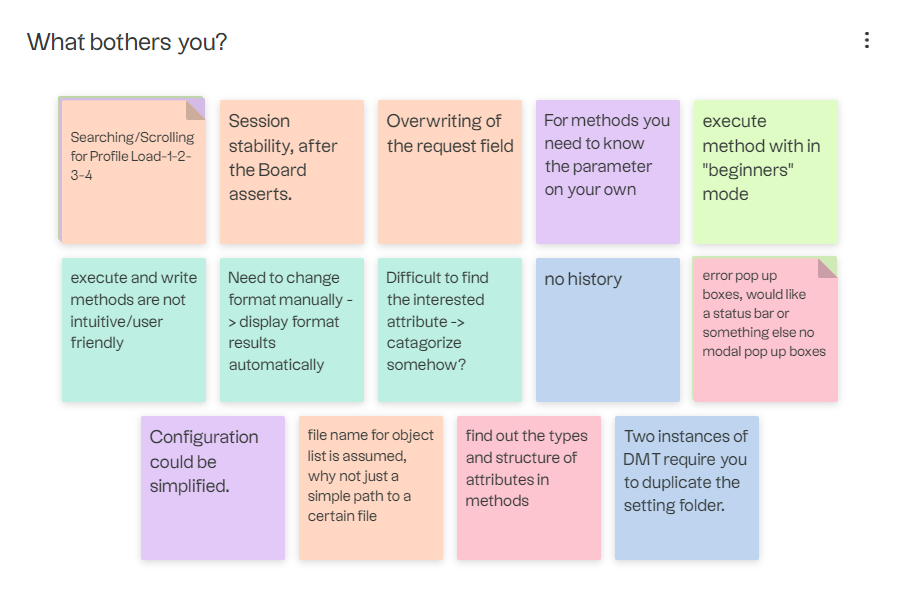 What bothers you?
Searching/Scrolling
for Profile Load-1-2-
3-4
Session
stability, after
the Board
asserts.
Overwriting of
the request field
For methods you
need to know
the parameter
on your own
execute
method with in
"beginners"
mode
execute and write
methods are not
intuitive/user
friendly
Need to change
format manually -
> display format
results
automatically
Difficult to find
the interested
attribute ->
catagorize
somehow?
no history
error pop up
boxes, would like
a status bar or
something else no
modal pop up boxes
Configuration
could be
simplified.
file name for object
list is assumed,
why not just a
simple path to a
certain file
find out the types
and structure of
attributes in
methods
Two instances of
DMT require you
to duplicate the
setting folder.